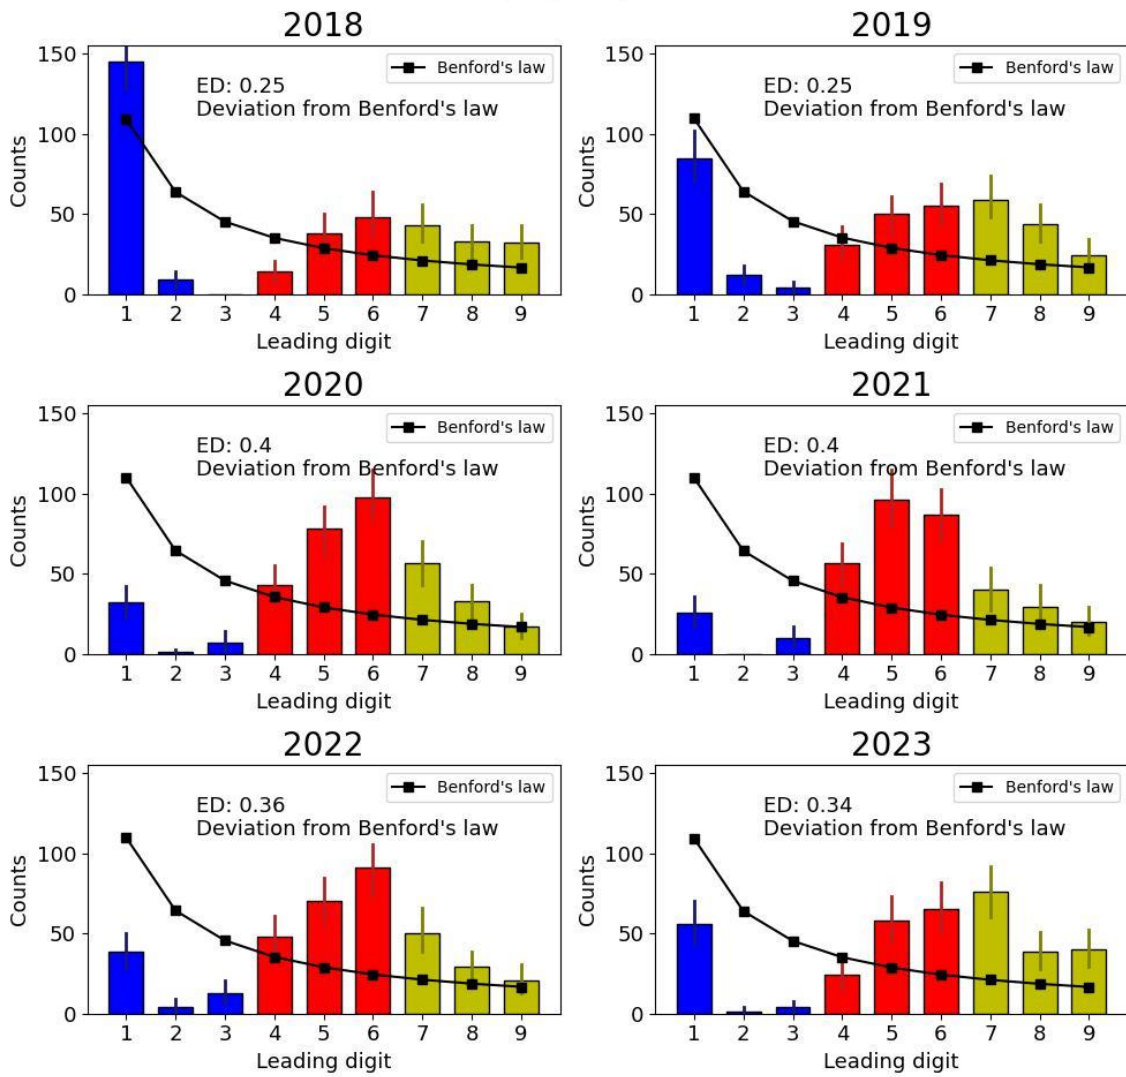 2018
150
100
50
0
Counts
ED: 0.25
Deviation from Benford's law
Benford's law
1 2 3 4 5 6 7 8 9
Leading digit
2019
150
100
50
0
Counts
ED: 0.25
Deviation from Benford's law
Benford's law
1 2 3 4 5 6 7 8 9
Leading digit
2020
150
100
50
0
Counts
ED: 0.4
Deviation from Benford's law
Benford's law
1 2 3 4 5 6 7 8 9
Leading digit
2021
150
100
50
0
Counts
ED: 0.4
Deviation from Benford's law
Benford's law
1 2 3 4 5 6 7 8 9
Leading digit
2022
150
100
50
0
Counts
ED: 0.36
Deviation from Benford's law
Benford's law
1 2 3 4 5 6 7 8 9
Leading digit
2023
150
100
50
0
Counts
ED: 0.34
Deviation from Benford's law
Benford's law
1 2 3 4 5 6 7 8 9
Leading digit